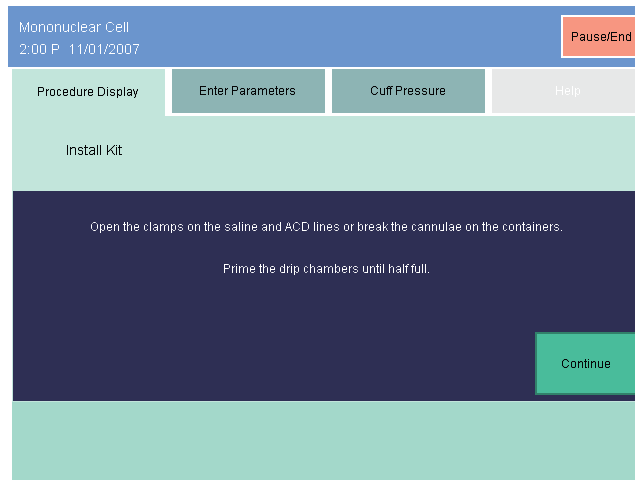 Mononuclear Cell
2:00 P 11/01/2007
Pause/End
Procedure Display
Enter Parameters
Cuff Pressure
Help
Install Kit
Open the clamps on the saline and ACD lines or break the cannulae on the containers.
Prime the drip chambers until half full.
Continue